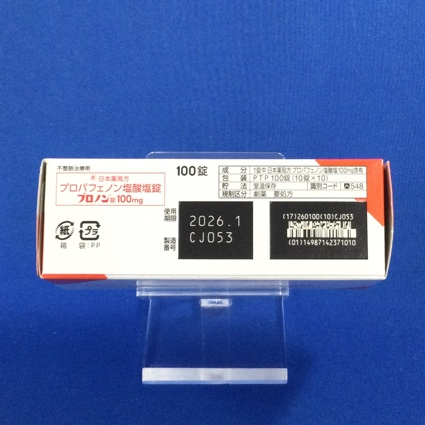 不整脈治療剤
日本薬局方
プロパフェノン塩酸塩錠
プロノン錠100mg
紙
箱
プラ
袋:PP
100錠
使用期限
2026.1
製造番号
CJ053
成分 1錠中 日本薬局方 プロパフェノン塩酸塩100mg含有
包装 PTP 100錠(10錠×10)
貯法 室温保存 識別コード 548
規制区分 劇薬 要処方
(17)260100(10)CJ053
(01)14987142371010